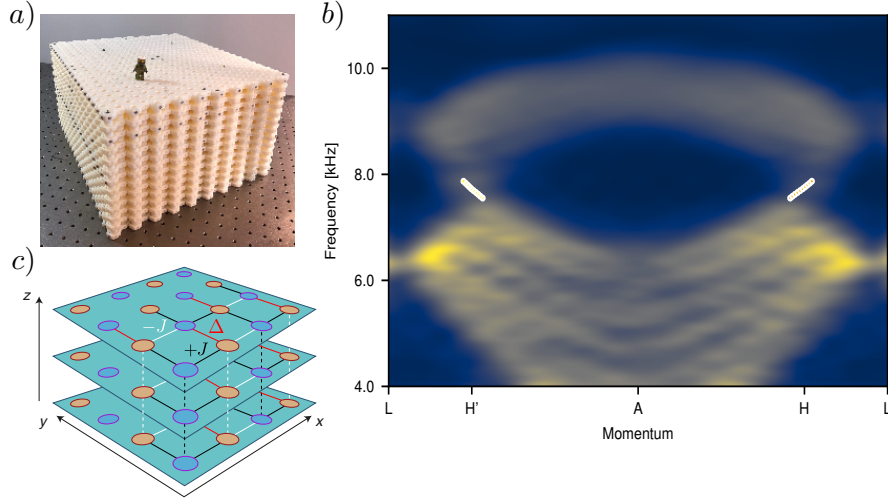 a)
b)
Frequency [kHz]
10.0
8.0
6.0
4.0
L H' A H L
Momentum
c)
z
−J Δ
+J
y x